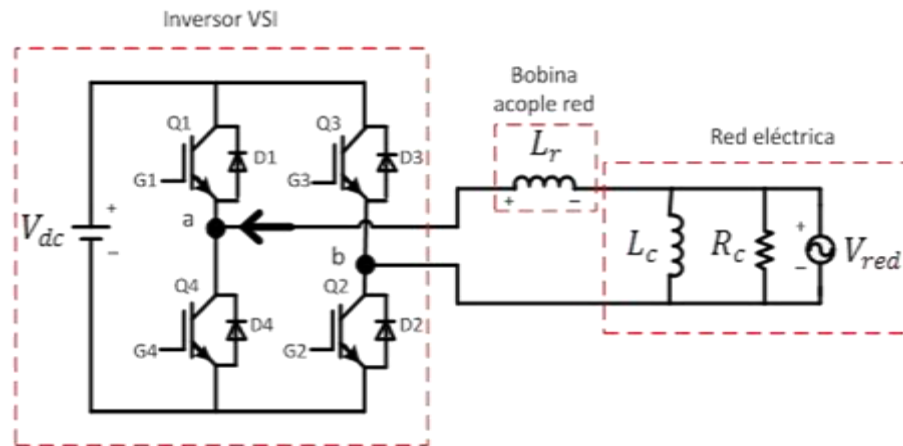 Inversor VSI
Bobina
acople red
Red eléctrica
Q1
Q3
L_r
D1
D3
G1
G3
+
+
−
a
V_dc
−
b
L_c
R_c
+
−
V_red
Q4
Q2
D4
D2
G4
G2